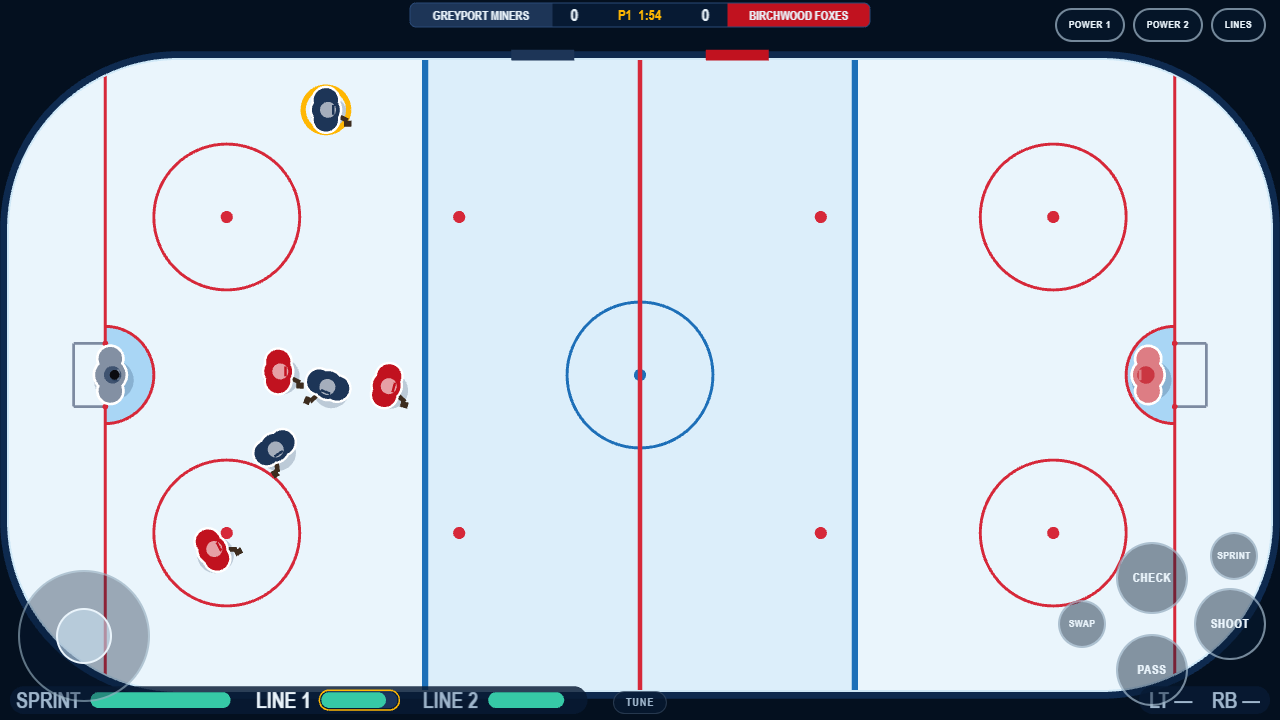 GREYPORT MINERS 0 P1 1:54 0 BIRCHWOOD FOXES
POWER 1 POWER 2 LINES
SPRINT
CHECK
SWAP SHOOT
PASS
SPRINT LINE 1 LINE 2 TUNE LT — RB —